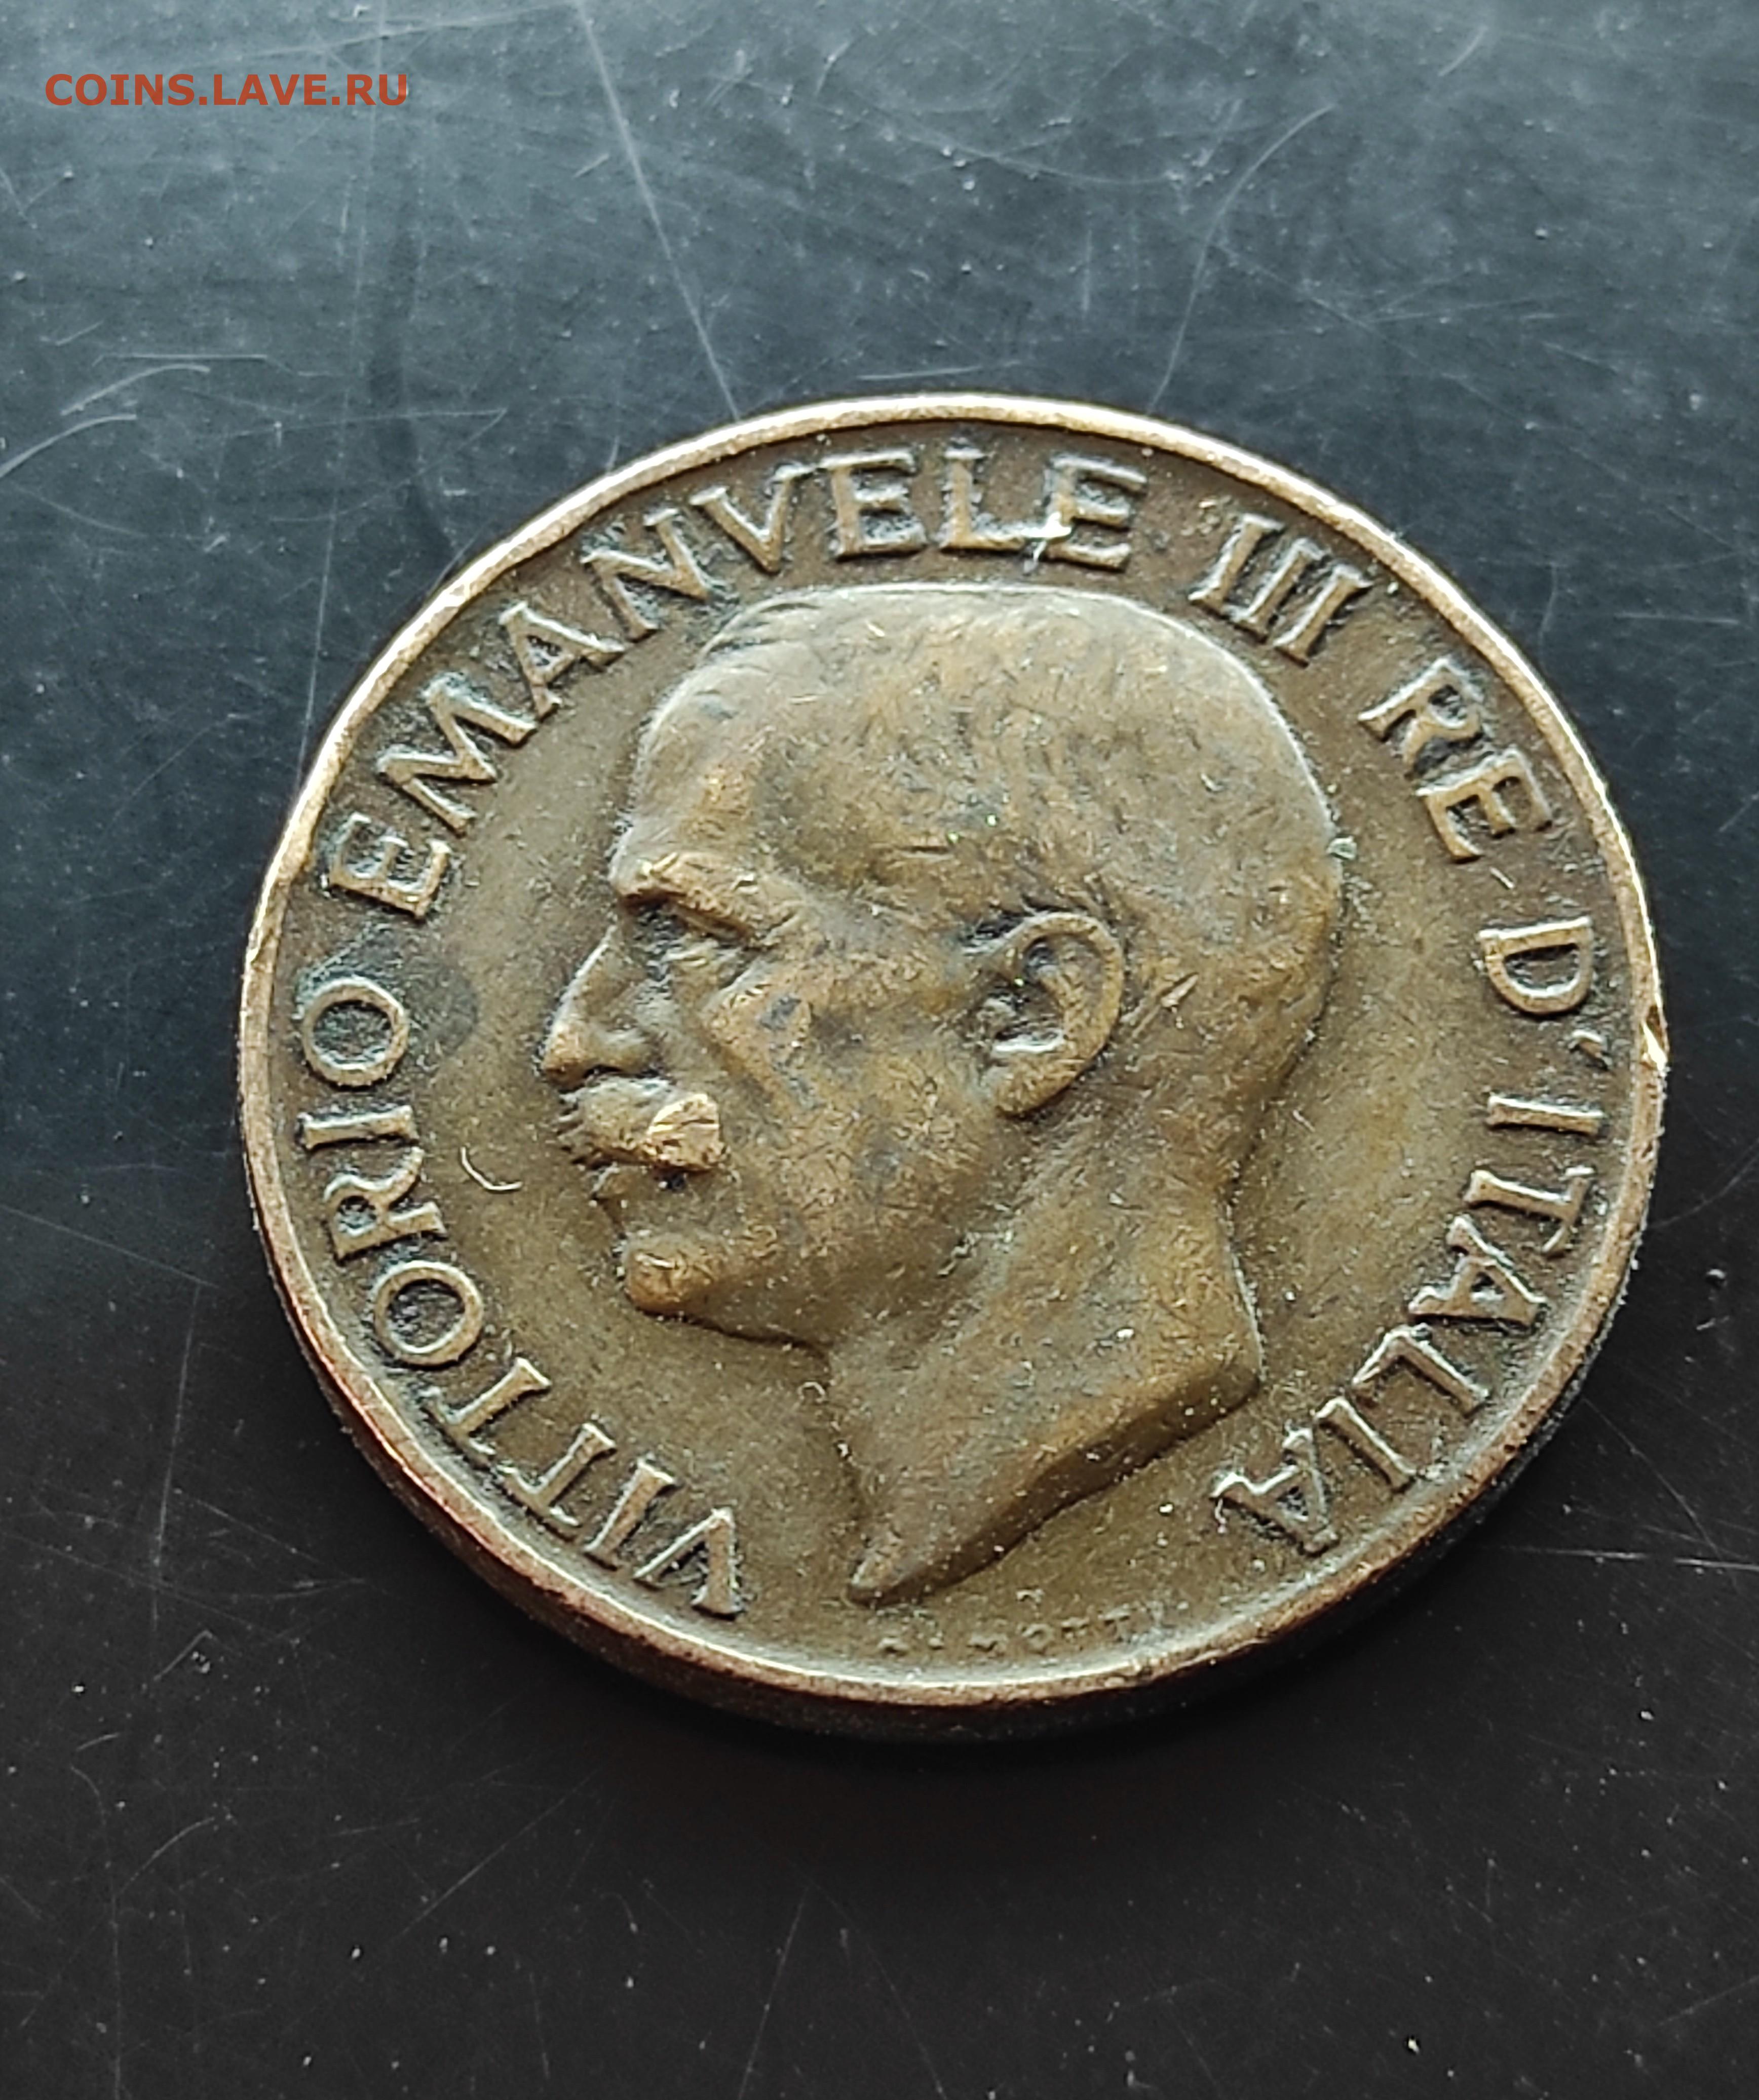 COINS.LAVE.RU
VITTORIO EMANVELE III RE D'ITALIA